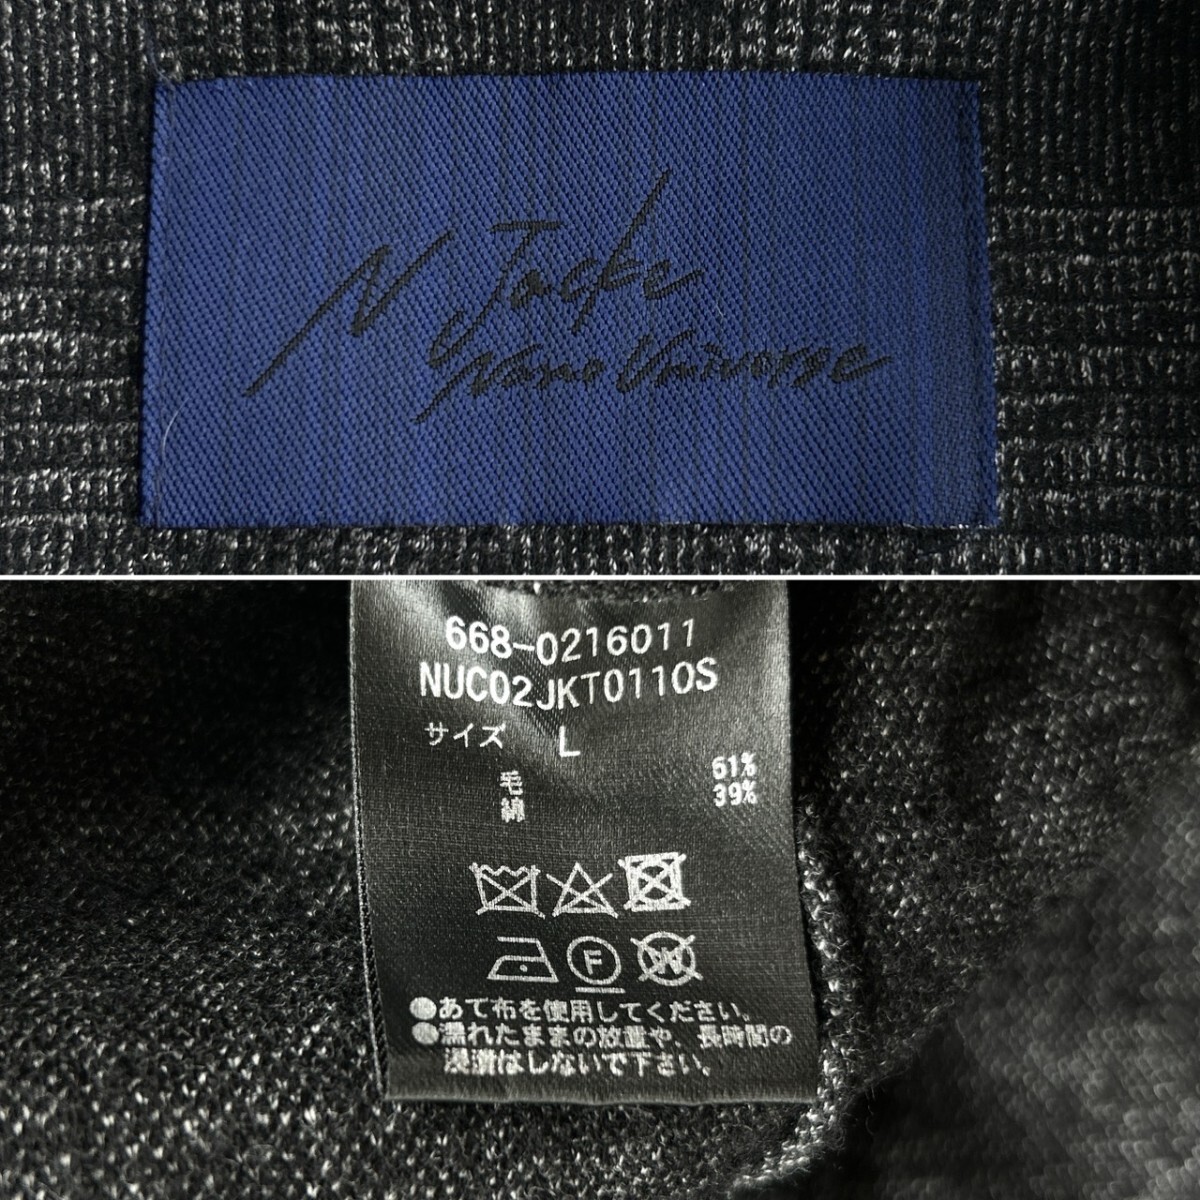 N Jacke
Nano Universe
668-0216011
NUC02JKT0110S
サイズ L
毛 61%
綿 39%
F
W
●あて布を使用してください。
●濡れたままの放置や、長時間の
浸漬はしないで下さい。